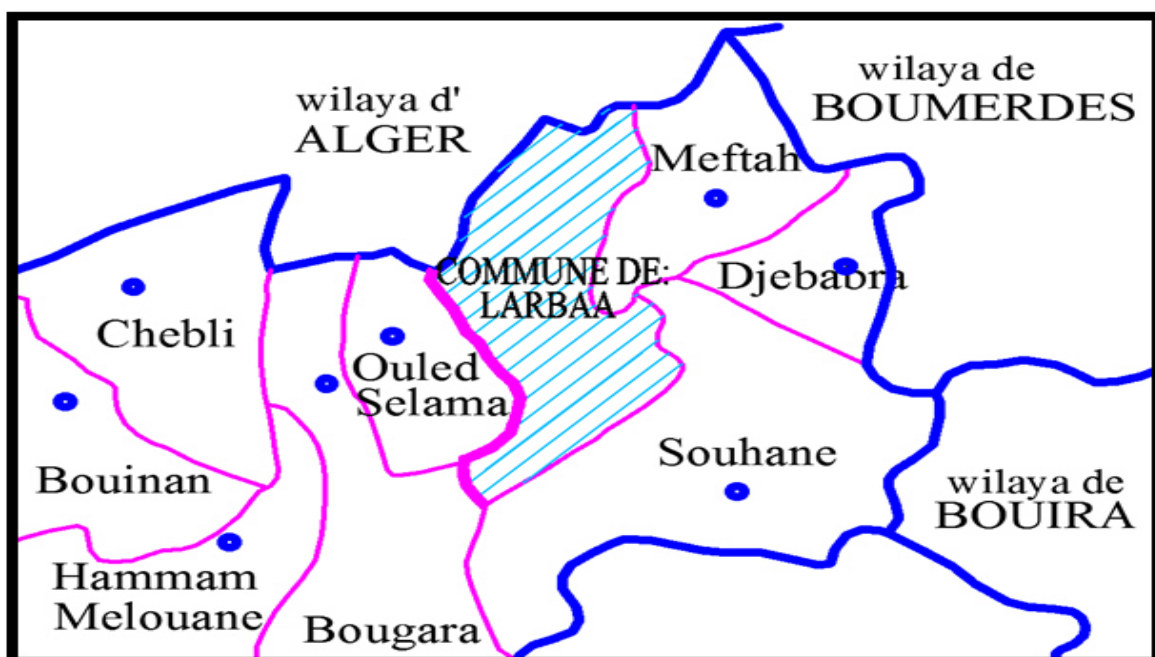 wilaya d'
ALGER
wilaya de
BOUMERDES
Meftah
COMMUNE DE:
LARBAA
Djebabra
Chebli
Ouled
Selama
Souhane
Bouinan
wilaya de
BOUIRA
Hammam
Melouane
Bougara